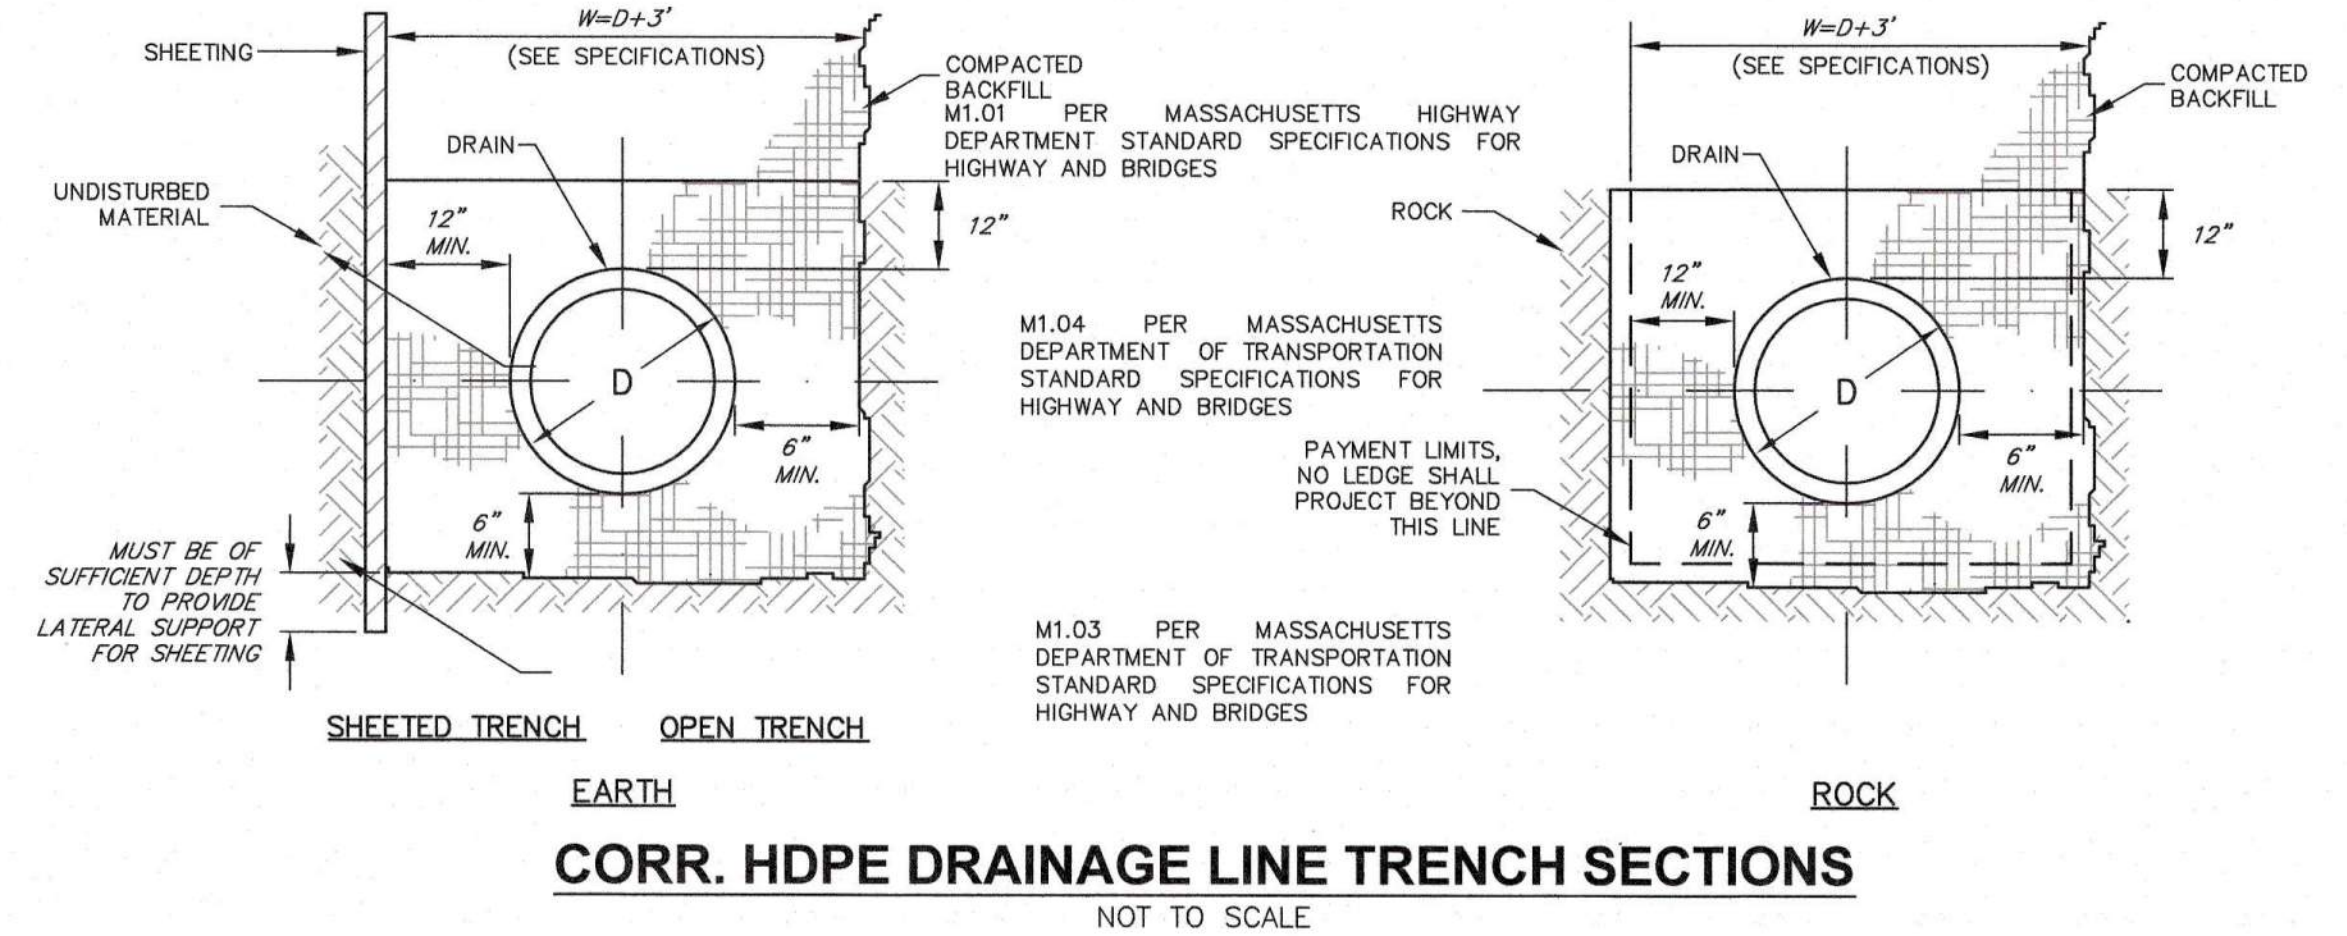 W=D+3'
(SEE SPECIFICATIONS)
SHEETING
COMPACTED
BACKFILL
M1.01 PER MASSACHUSETTS HIGHWAY
DEPARTMENT STANDARD SPECIFICATIONS FOR
HIGHWAY AND BRIDGES
DRAIN
UNDISTURBED
MATERIAL
12"
MIN.
12"
D
6"
MIN.
6"
MIN.
MUST BE OF
SUFFICIENT DEPTH
TO PROVIDE
LATERAL SUPPORT
FOR SHEETING
M1.04 PER MASSACHUSETTS
DEPARTMENT OF TRANSPORTATION
STANDARD SPECIFICATIONS FOR
HIGHWAY AND BRIDGES
M1.03 PER MASSACHUSETTS
DEPARTMENT OF TRANSPORTATION
STANDARD SPECIFICATIONS FOR
HIGHWAY AND BRIDGES
SHEETED TRENCH
OPEN TRENCH
EARTH
W=D+3'
(SEE SPECIFICATIONS)
COMPACTED
BACKFILL
DRAIN
ROCK
12"
MIN.
12"
D
6"
MIN.
6"
MIN.
PAYMENT LIMITS,
NO LEDGE SHALL
PROJECT BEYOND
THIS LINE
ROCK
CORR. HDPE DRAINAGE LINE TRENCH SECTIONS
NOT TO SCALE